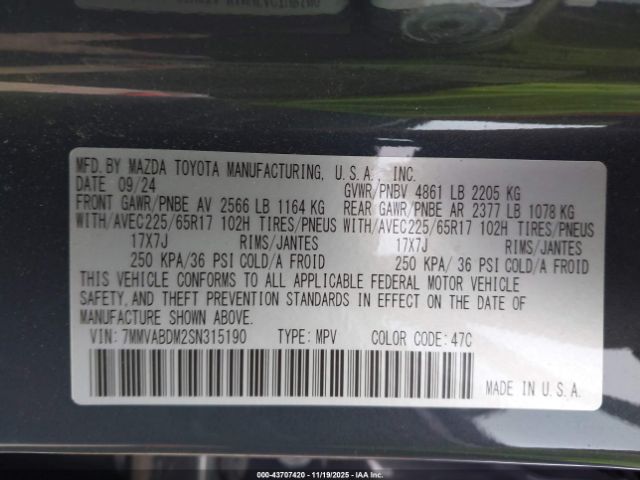 MFD. BY MAZDA TOYOTA MANUFACTURING, U.S.A., INC.
DATE 09/24 GVWR/PNBV 4861 LB 2205 KG
FRONT GAWR/PNBE AV 2566 LB 1164 KG REAR GAWR/PNBE AR 2377 LB 1078 KG
WITH/AVEC225/65R17 102H TIRES/PNEUS WITH/AVEC225/65R17 102H TIRES/PNEUS
17X7J RIMS/JANTES 17X7J RIMS/JANTES
250 KPA/36 PSI COLD/A FROID 250 KPA/36 PSI COLD/A FROID
THIS VEHICLE CONFORMS TO ALL APPLICABLE FEDERAL MOTOR VEHICLE
SAFETY, AND THEFT PREVENTION STANDARDS IN EFFECT ON THE DATE OF
MANUFACTURE SHOWN ABOVE.
VIN: 7MMVABDM2SN315190 TYPE: MPV COLOR CODE: 47C
MADE IN U.S.A.
000-43707420 - 11/19/2025 - IAAI.COM